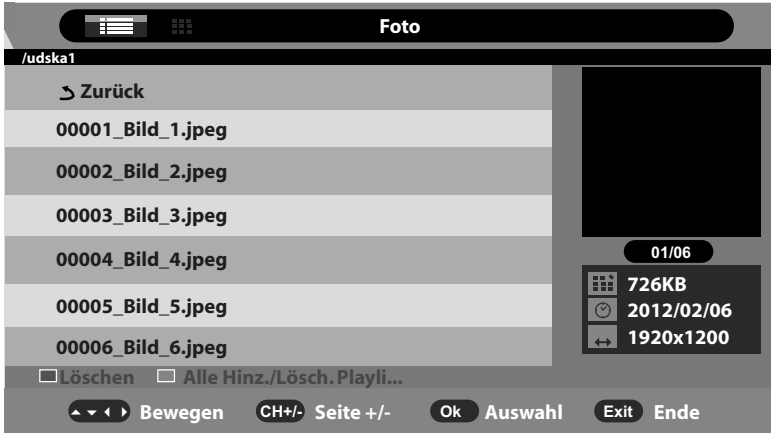 Foto
/udska1
Zurück
00001_Bild_1.jpeg
00002_Bild_2.jpeg
00003_Bild_3.jpeg
00004_Bild_4.jpeg
00005_Bild_5.jpeg
00006_Bild_6.jpeg
01/06
726KB
2012/02/06
1920x1200
Löschen Alle Hinz./Lösch. Playli...
Bewegen CH+/- Seite +/- Ok Auswahl Exit Ende